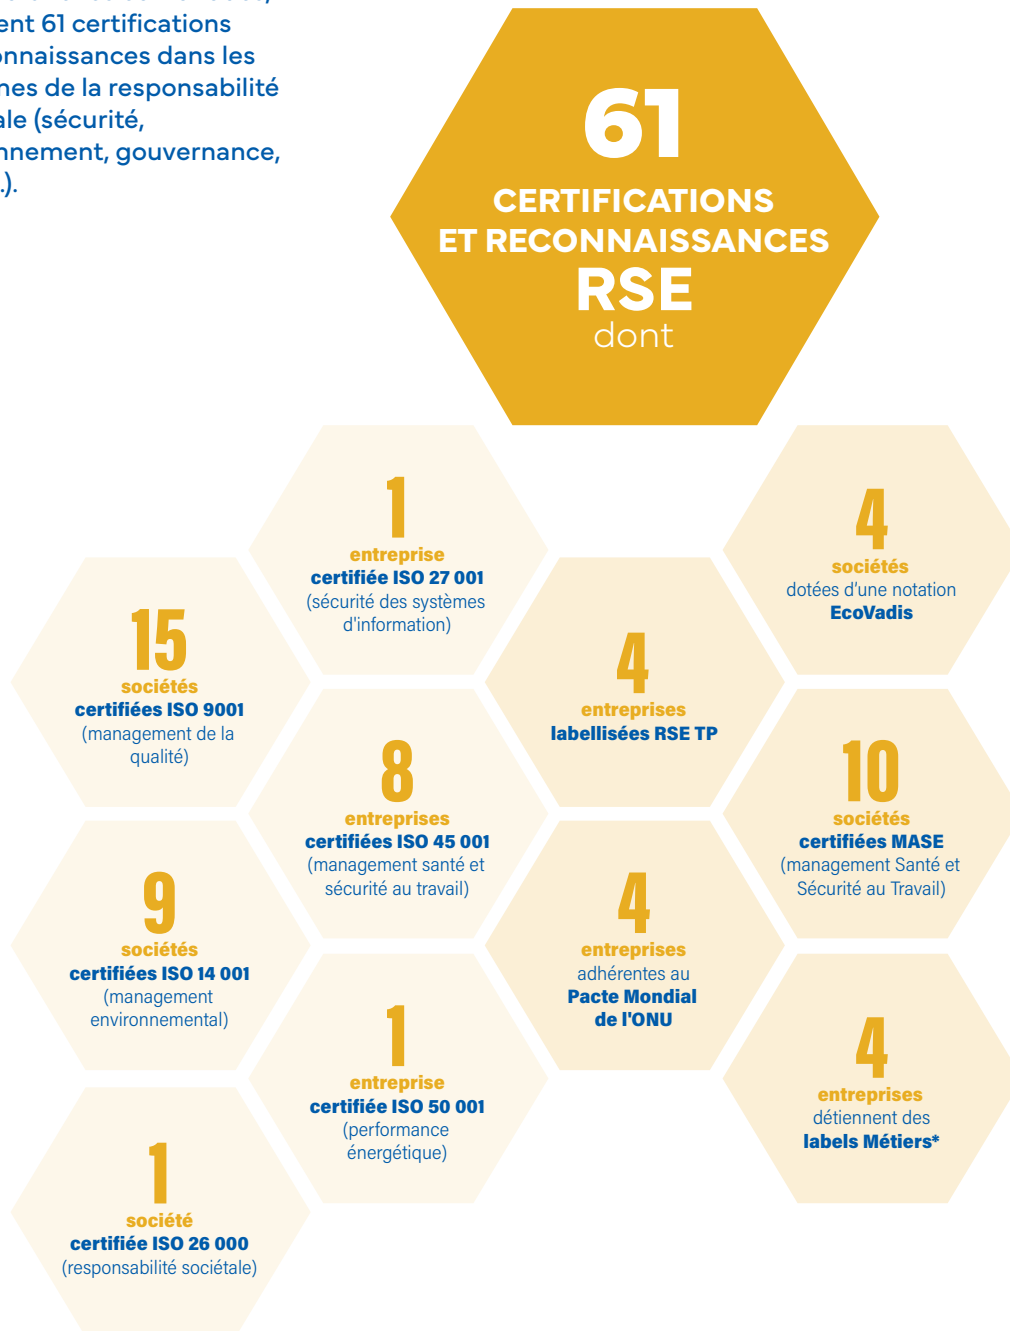 ent 61 certifications
onnaissances dans les
nes de la responsabilité
ale (sécurité,
nnement, gouvernance,
.).
61
CERTIFICATIONS
ET RECONNAISSANCES
RSE
dont
1
entreprise
certifiée ISO 27 001
(sécurité des systèmes
d'information)
4
sociétés
dotées d’une notation
EcoVadis
15
sociétés
certifiées ISO 9001
(management de la
qualité)
4
entreprises
labellisées RSE TP
8
entreprises
certifiées ISO 45 001
(management santé et
sécurité au travail)
10
sociétés
certifiées MASE
(management Santé et
Sécurité au Travail)
9
sociétés
certifiées ISO 14 001
(management
environnemental)
4
entreprises
adhérentes au
Pacte Mondial
de l'ONU
1
entreprise
certifiée ISO 50 001
(performance
énergétique)
4
entreprises
détiennent des
labels Métiers*
1
société
certifiée ISO 26 000
(responsabilité sociétale)